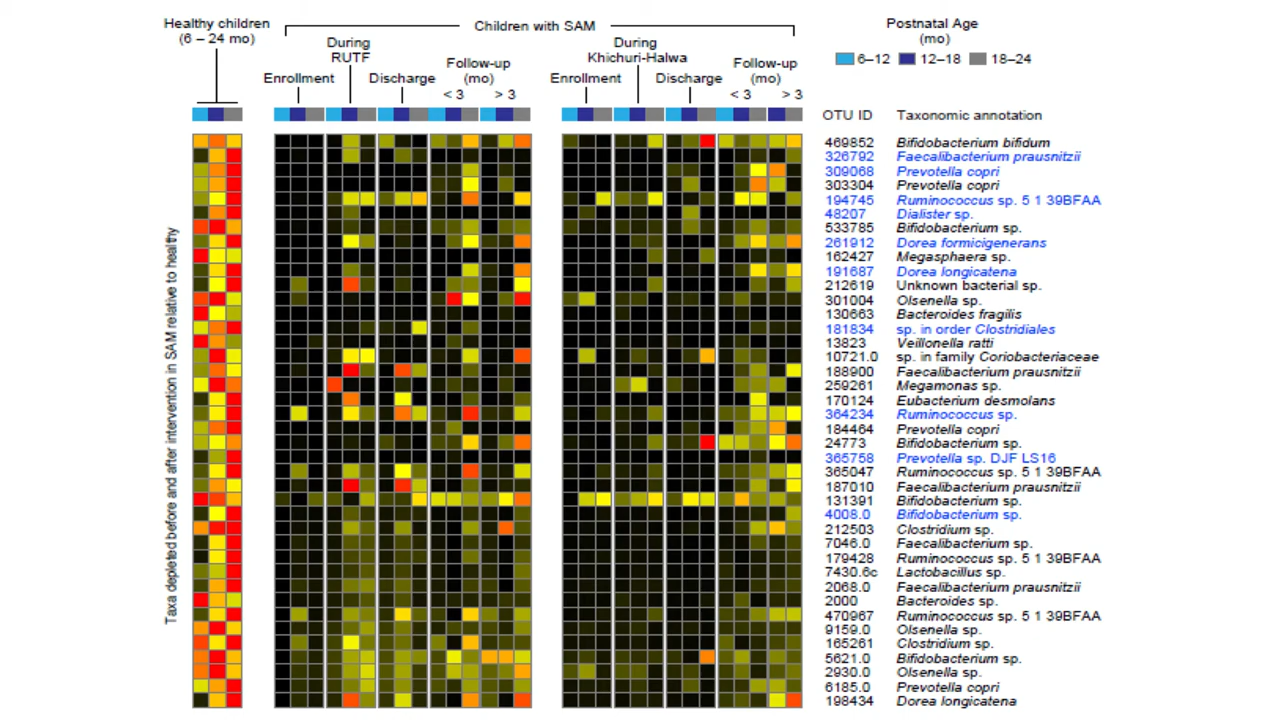 Healthy children
(6 – 24 mo)
Children with SAM
During
RUTF
Enrollment
Discharge
Follow-up
(mo)
< 3
> 3
During
Khichuri-Halwa
Enrollment
Discharge
Follow-up
(mo)
< 3
> 3
Postnatal Age
(mo)
6–12 12–18 18–24
OTU ID Taxonomic annotation
Taxa depleted before and after intervention in SAM relative to healthy
469852 Bifidobacterium bifidum
326792 Faecalibacterium prausnitzii
309068 Prevotella copri
303304 Prevotella copri
194745 Ruminococcus sp. 5 1 39BFAA
48207 Dialister sp.
533785 Bifidobacterium sp.
261912 Dorea formicigenerans
162427 Megasphaera sp.
191687 Dorea longicatena
212619 Unknown bacterial sp.
301004 Olsenella sp.
130663 Bacteroides fragilis
181834 sp. in order Clostridiales
13823 Veillonella ratti
10721.0 sp. in family Coriobacteriaceae
188900 Faecalibacterium prausnitzii
259261 Megamonas sp.
170124 Eubacterium desmolans
364234 Ruminococcus sp.
184464 Prevotella copri
24773 Bifidobacterium sp.
365758 Prevotella sp. DJF LS16
365047 Ruminococcus sp. 5 1 39BFAA
187010 Faecalibacterium prausnitzii
131391 Bifidobacterium sp.
4008.0 Bifidobacterium sp.
212503 Clostridium sp.
7046.0 Faecalibacterium sp.
179428 Ruminococcus sp. 5 1 39BFAA
7430.6c Lactobacillus sp.
2068.0 Faecalibacterium prausnitzii
2000 Bacteroides sp.
470967 Ruminococcus sp. 5 1 39BFAA
9159.0 Olsenella sp.
165261 Clostridium sp.
5621.0 Bifidobacterium sp.
2930.0 Olsenella sp.
6185.0 Prevotella copri
198434 Dorea longicatena